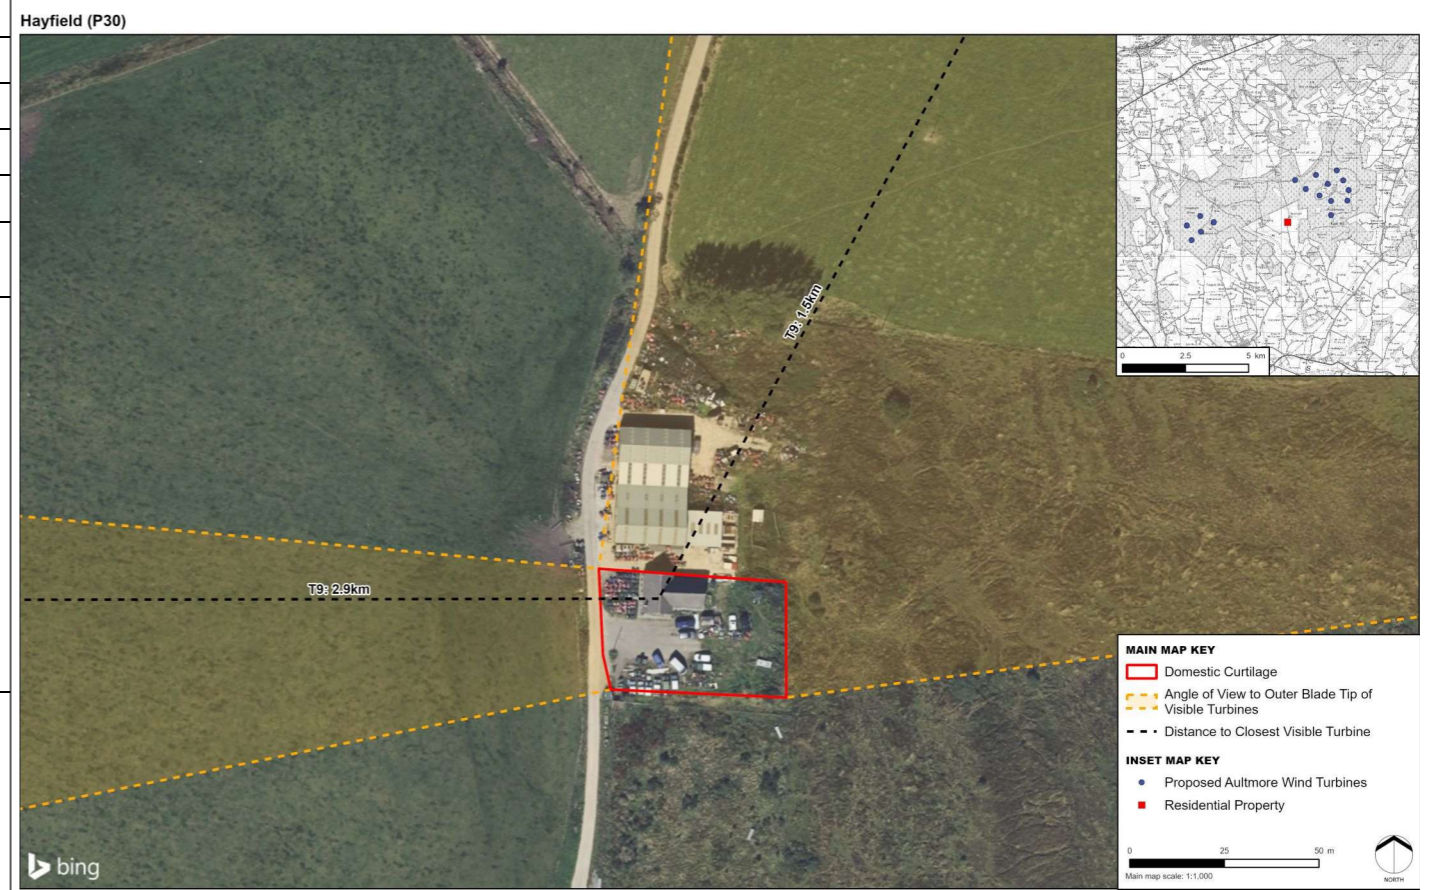 Hayfield (P30)
T9: 1.5km
T9: 2.9km
0 2.5 5 km
MAIN MAP KEY
Domestic Curtilage
Angle of View to Outer Blade Tip of
Visible Turbines
Distance to Closest Visible Turbine
INSET MAP KEY
Proposed Aultmore Wind Turbines
Residential Property
0 25 50 m
Main map scale: 1:1,000
NORTH
bing